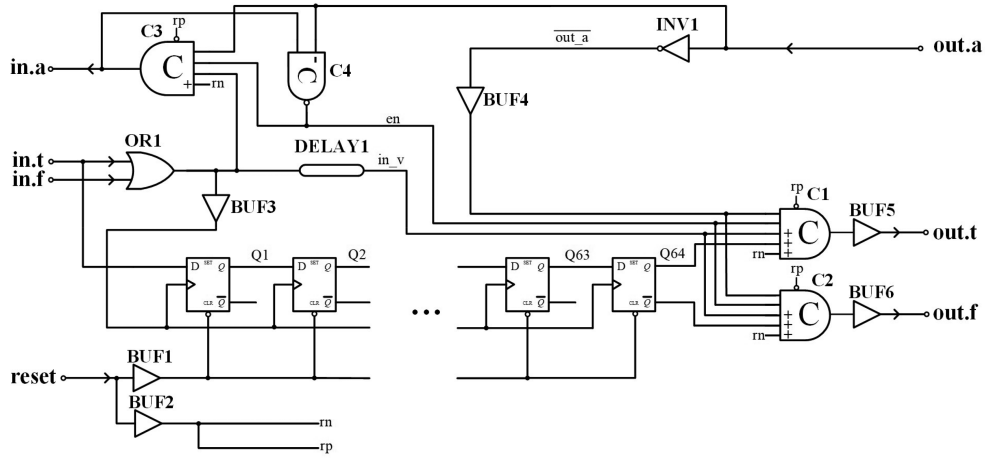 C3
rp
C
+
rn
in.a
-
C
C4
INV1
out_a
out.a
BUF4
en
OR1
in.t
in.f
DELAY1
in_v
BUF3
rp
C1
+
+
rn
C
BUF5
out.t
D SET Q
CLR Q
Q1
D SET Q
CLR Q
Q2
...
D SET Q
CLR Q
Q63
D SET Q
CLR Q
Q64
rp
C2
+
+
rn
C
BUF6
out.f
reset
BUF1
BUF2
rn
rp